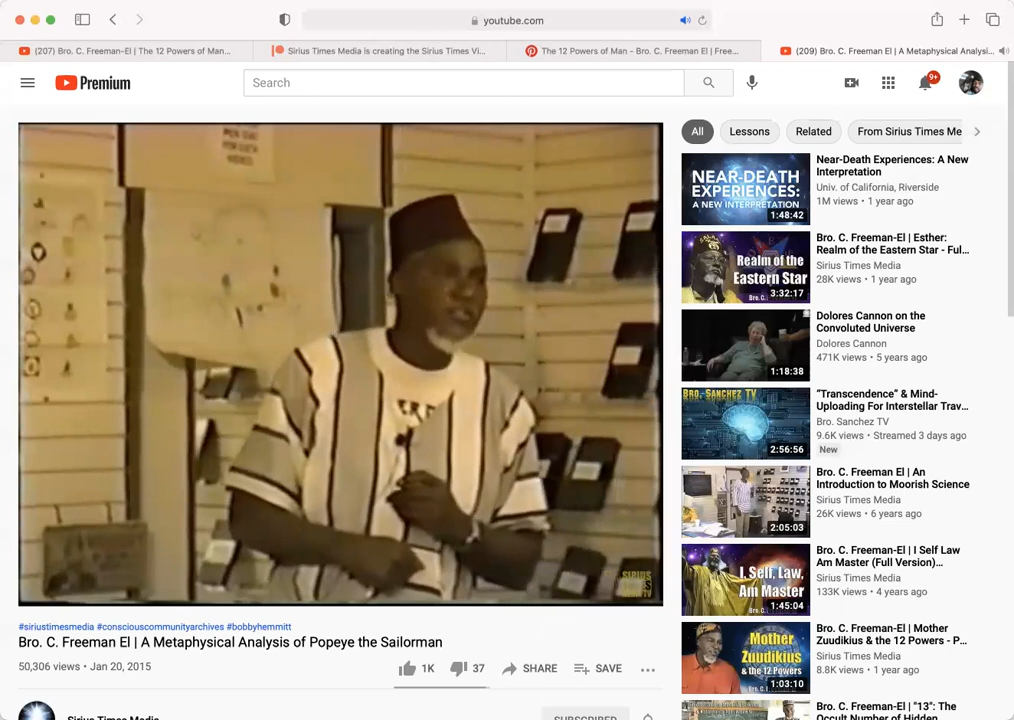 youtube.com
(207) Bro. C. Freeman-El | The 12 Powers of Man...
Sirius Times Media is creating the Sirius Times Vi...
The 12 Powers of Man - Bro. C. Freeman El | Free...
(209) Bro. C. Freeman El | A Metaphysical Analysi...
Premium
Search
9+
All
Lessons
Related
From Sirius Times Me
NEAR-DEATH
EXPERIENCES:
A NEW INTERPRETATION
1:48:42
Near-Death Experiences: A New
Interpretation
Univ. of California, Riverside
1M views • 1 year ago
Realm of the
Eastern Star
3:32:17
Bro. C. Freeman-El | Esther:
Realm of the Eastern Star - Ful...
Sirius Times Media
28K views • 1 year ago
1:18:38
Dolores Cannon on the
Convoluted Universe
Dolores Cannon
471K views • 5 years ago
BRO. SANCHEZ TV
2:56:56
“Transcendence” & Mind-
Uploading For Interstellar Trav...
Bro. Sanchez TV
9.6K views • Streamed 3 days ago
New
2:05:03
Bro. C. Freeman El | An
Introduction to Moorish Science
Sirius Times Media
26K views • 6 years ago
I, Self, Law,
Am Master
1:45:04
Bro. C. Freeman-El | I Self Law
Am Master (Full Version)...
Sirius Times Media
133K views • 4 years ago
Mother
Zuudikius
& the 12 Powers
1:03:10
Bro. C. Freeman-El | Mother
Zuudikius & the 12 Powers - P...
Sirius Times Media
8.8K views • 1 year ago
Bro. C. Freeman El | "13": The
Occult Number of Hidden
#siriustimesmedia #consciouscommunityarchives #bobbyhemmitt
Bro. C. Freeman El | A Metaphysical Analysis of Popeye the Sailorman
50,306 views • Jan 20, 2015
1K
37
SHARE
SAVE
Sirius Times Media
SUBSCRIBED